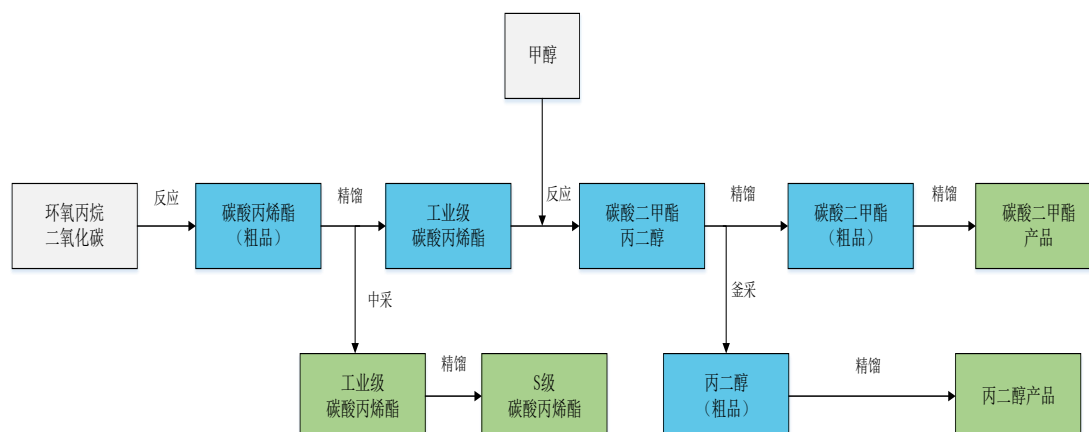 甲醇
环氧丙烷
二氧化碳
反应
碳酸丙烯酯
（粗品）
精馏
工业级
碳酸丙烯酯
反应
碳酸二甲酯
丙二醇
精馏
碳酸二甲酯
（粗品）
精馏
碳酸二甲酯
产品
中采
釜采
工业级
碳酸丙烯酯
精馏
S级
碳酸丙烯酯
丙二醇
（粗品）
精馏
丙二醇产品